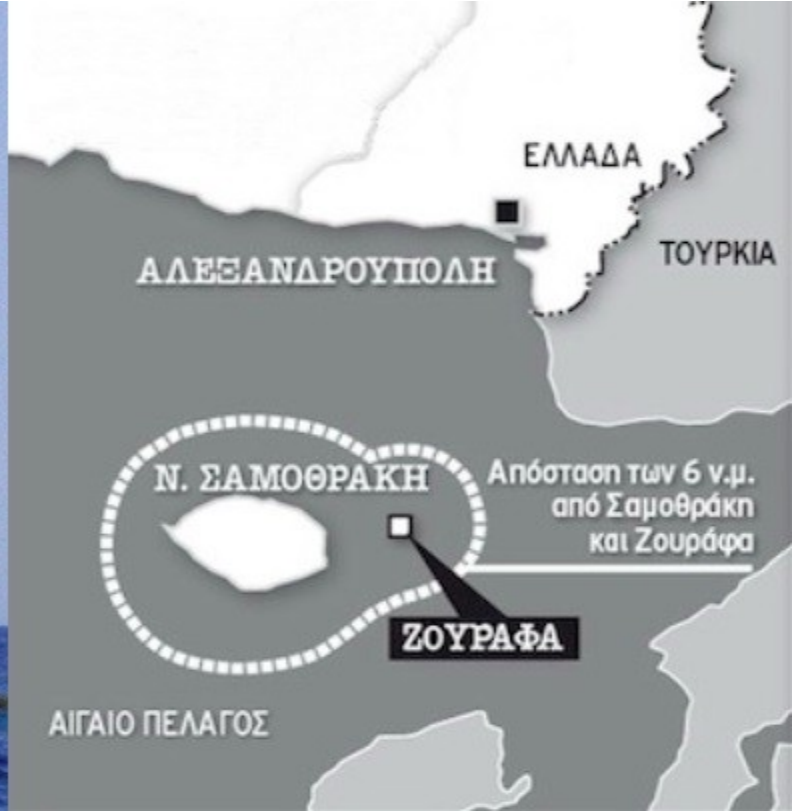 ΕΛΛΑΔΑ
ΤΟΥΡΚΙΑ
ΑΛΕΞΑΝΔΡΟΥΠΟΛΗ
Ν. ΣΑΜΟΘΡΑΚΗ
Απόσταση των 6 ν.μ.
από Σαμοθράκη
και Ζουράφα
ΖΟΥΡΑΦΑ
ΑΙΓΑΙΟ ΠΕΛΑΓΟΣ